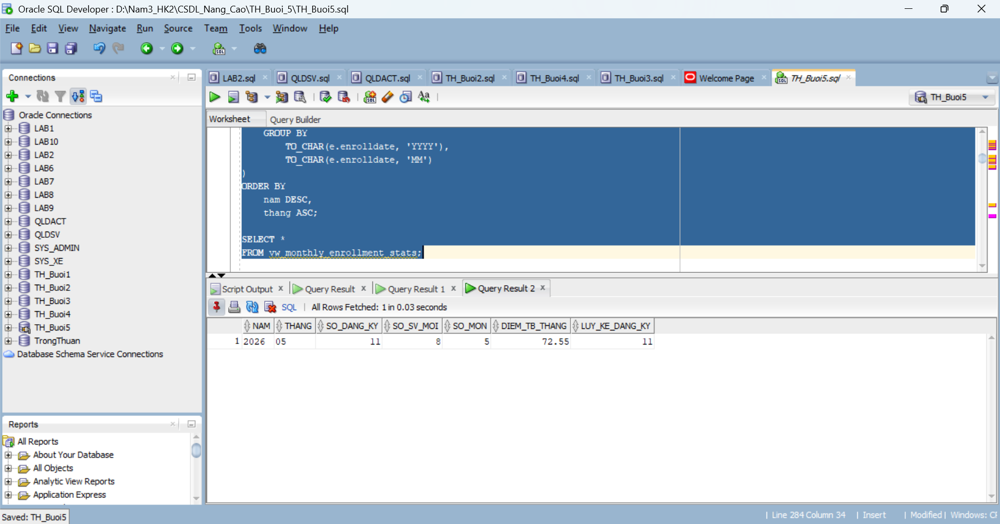 Oracle SQL Developer : D:\Nam3_HK2\CSDL_Nang_Cao\TH_Buoi_5\TH_Buoi5.sql
File Edit View Navigate Run Source Team Tools Window Help
Connections
Oracle Connections
LAB1
LAB10
LAB2
LAB6
LAB7
LAB8
LAB9
QLDACT
QLDSV
SYS_ADMIN
SYS_XE
TH_Buoi1
TH_Buoi2
TH_Buoi3
TH_Buoi4
TH_Buoi5
TrongThuan
Database Schema Service Connections
Reports
All Reports
About Your Database
All Objects
Analytic View Reports
Application Express
LAB2.sql QLDSV.sql QLDACT.sql TH_Buoi2.sql TH_Buoi4.sql TH_Buoi3.sql Welcome Page TH_Buoi5.sql
TH_Buoi5
Worksheet Query Builder
GROUP BY
TO_CHAR(e.enrolldate, 'YYYY'),
TO_CHAR(e.enrolldate, 'MM')
)
ORDER BY
nam DESC,
thang ASC;
SELECT *
FROM vw_monthly_enrollment_stats;
Script Output Query Result Query Result 1 Query Result 2
SQL All Rows Fetched: 1 in 0.03 seconds
NAM THANG SO_DANG_KY SO_SV_MOI SO_MON DIEM_TB_THANG LUY_KE_DANG_KY
1 2026 05 11 8 5 72.55 11
Saved: TH_Buoi5
Line 284 Column 34 Insert Modified Windows: CF